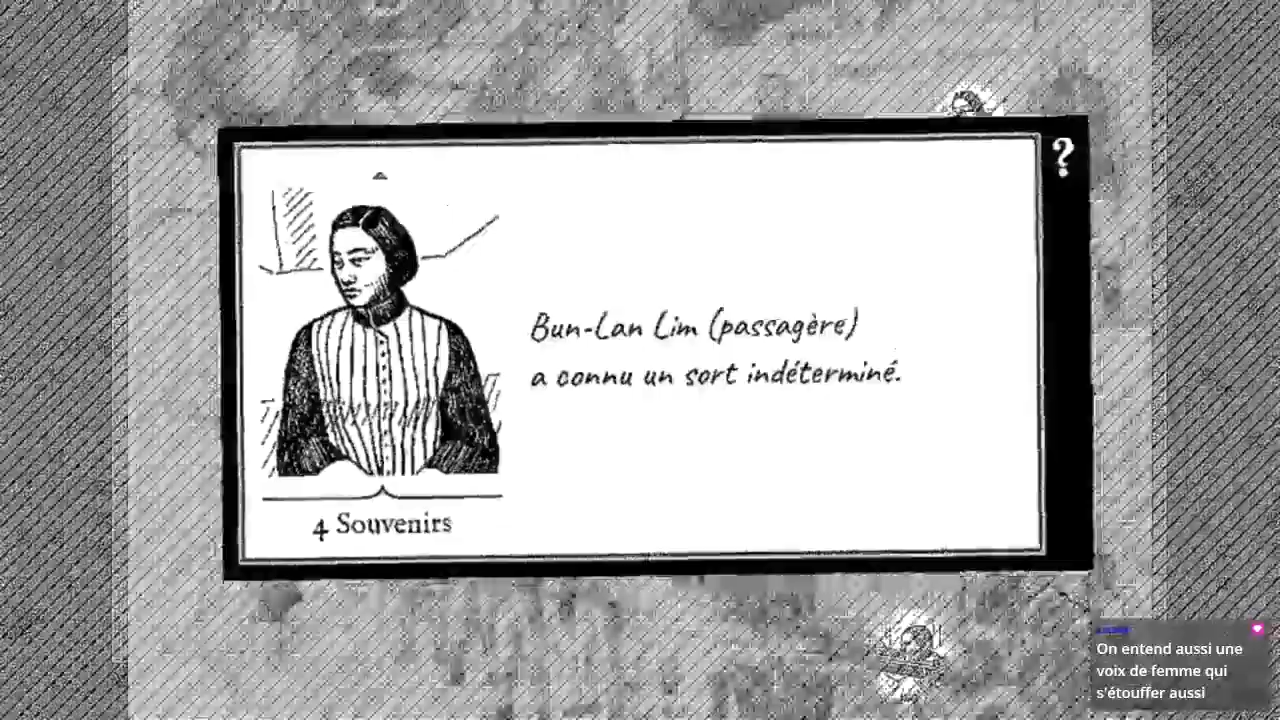 ?
Bun-Lan Lim (passagère)
a connu un sort indéterminé.
4 Souvenirs
On entend aussi une
voix de femme qui
s'étouffer aussi